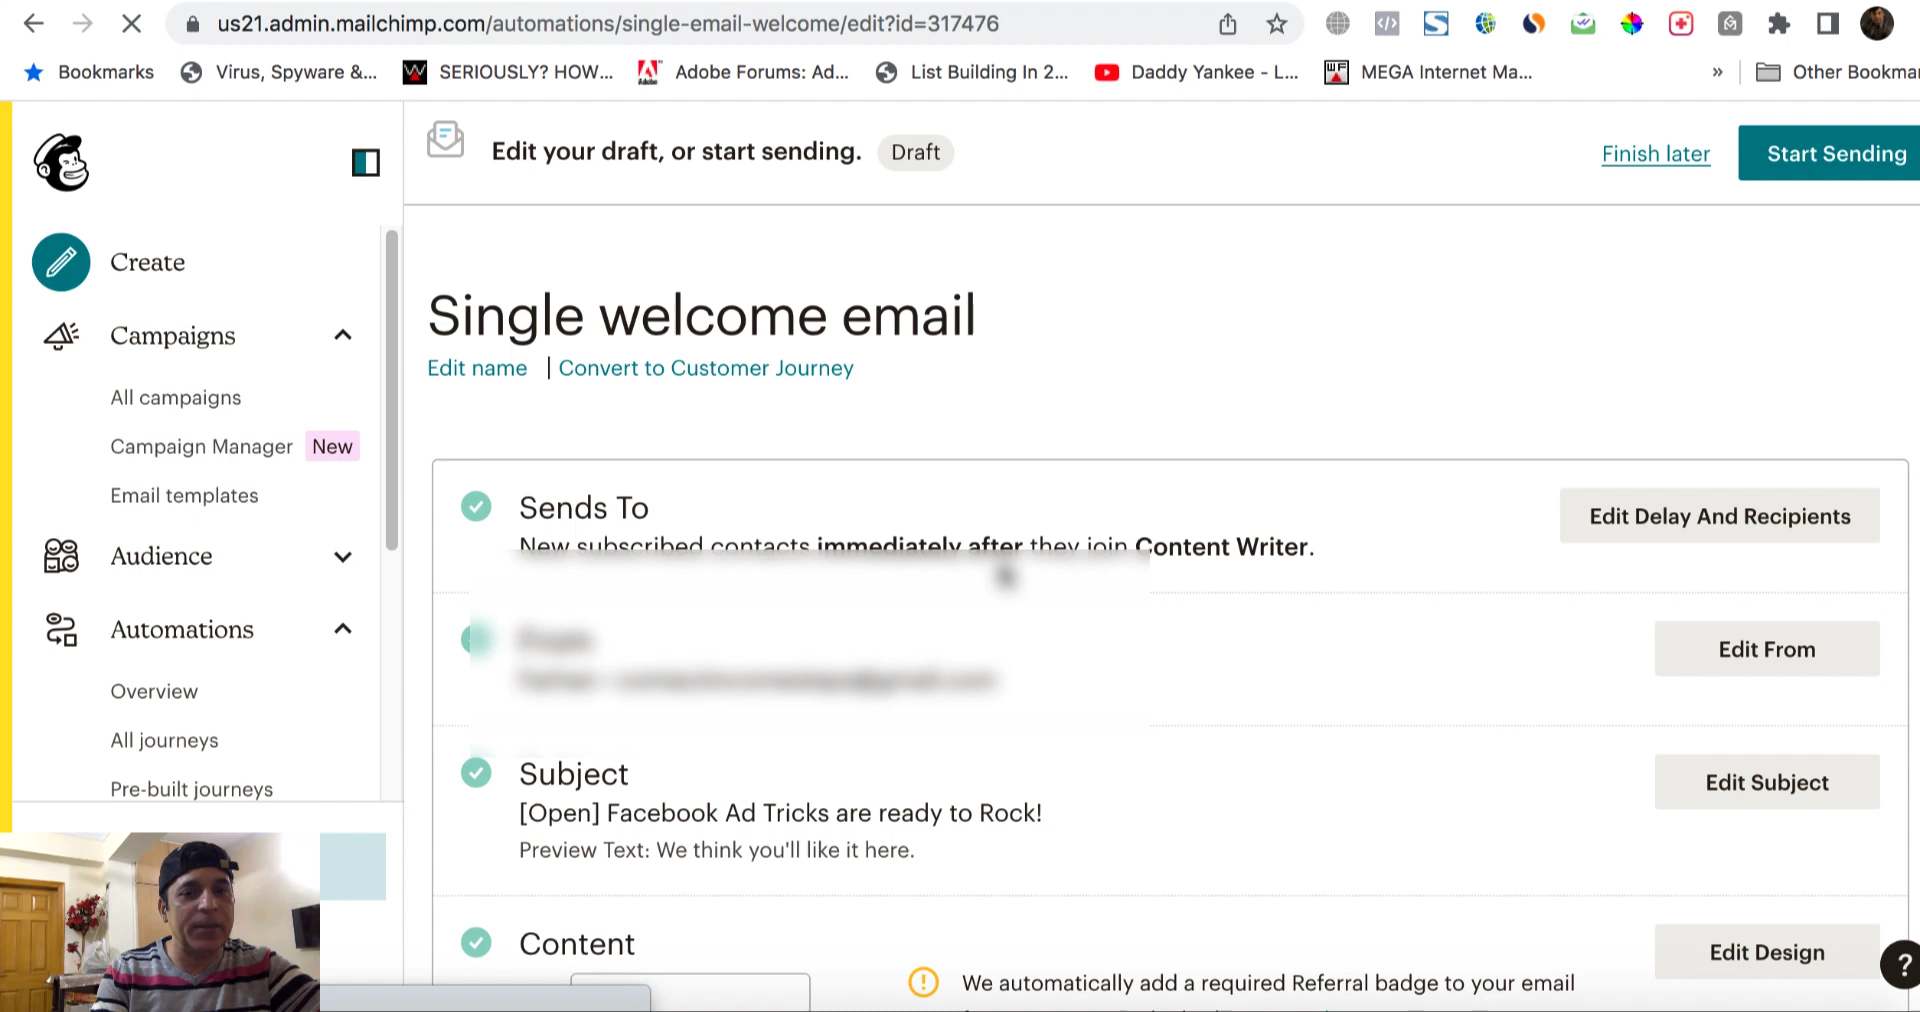 us21.admin.mailchimp.com/automations/single-email-welcome/edit?id=317476
Bookmarks
Virus, Spyware &...
SERIOUSLY? HOW...
Adobe Forums: Ad...
List Building In 2...
Daddy Yankee - L...
MEGA Internet Ma...
»
Other Bookmar
Edit your draft, or start sending.
Draft
Finish later
Start Sending
Create
Campaigns
All campaigns
Campaign Manager
New
Email templates
Audience
Automations
Overview
All journeys
Pre-built journeys
Single welcome email
Edit name | Convert to Customer Journey
Sends To
New subscribed contacts immediately after they join Content Writer.
Edit Delay And Recipients
Edit From
Subject
[Open] Facebook Ad Tricks are ready to Rock!
Preview Text: We think you'll like it here.
Edit Subject
Content
Edit Design
We automatically add a required Referral badge to your email
?